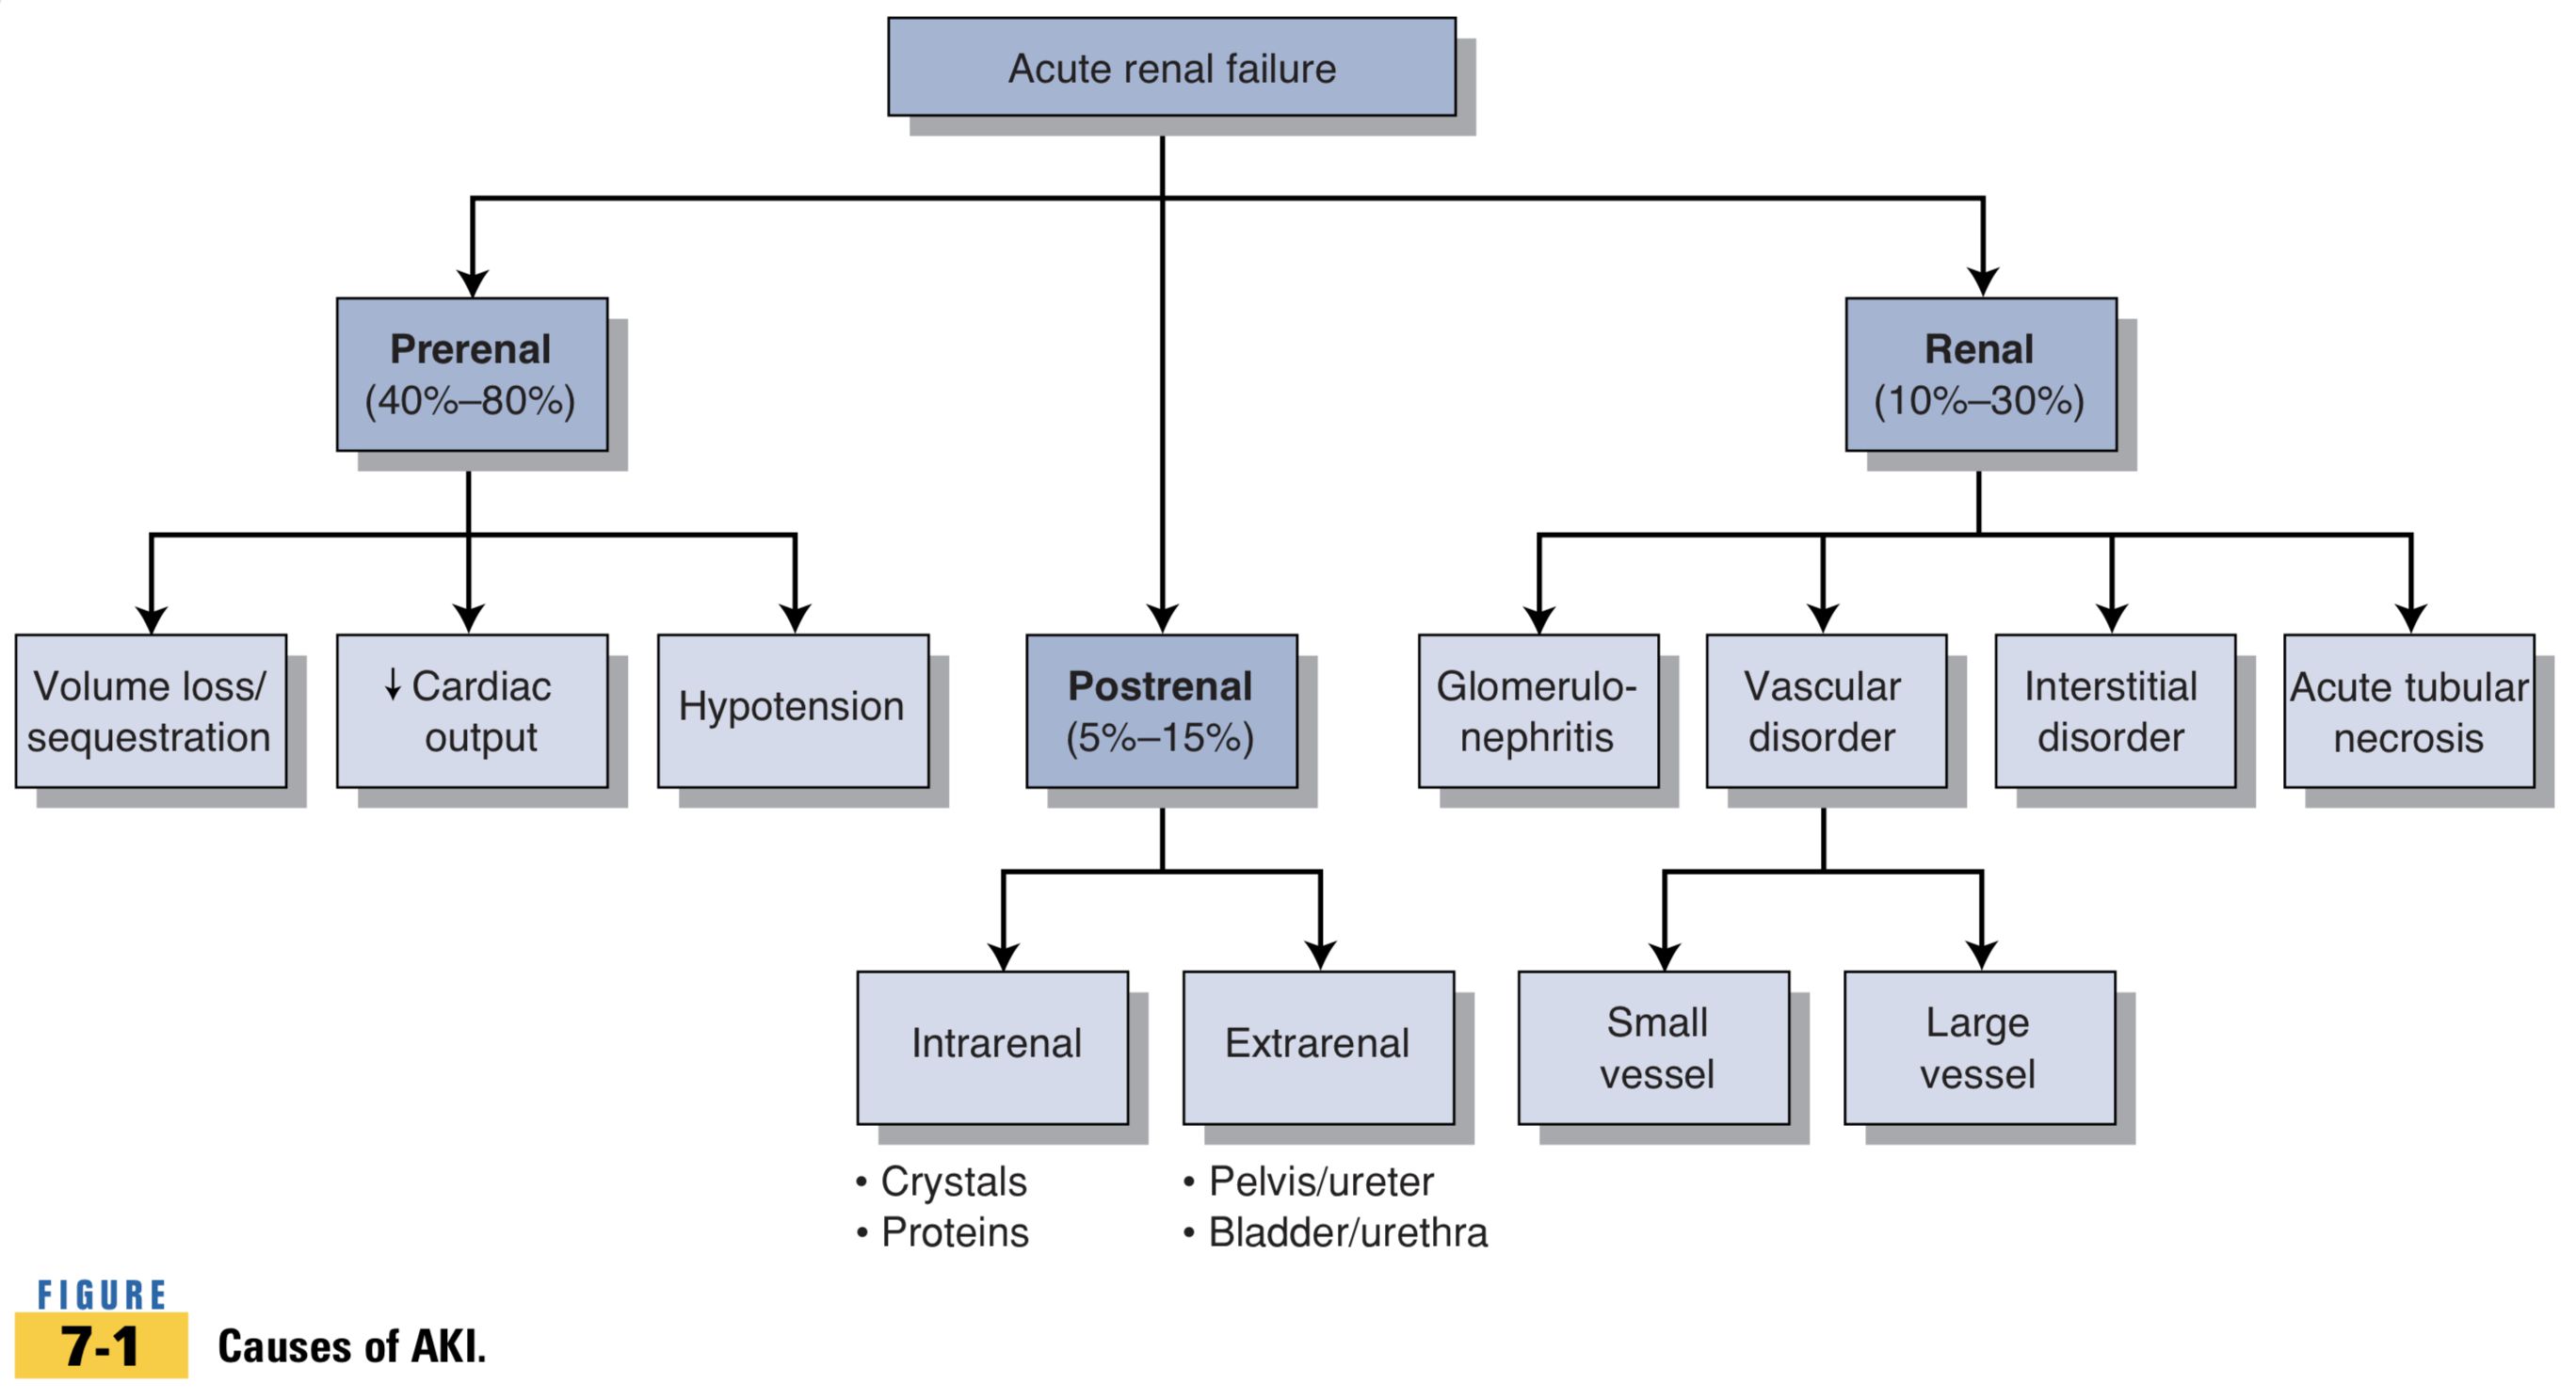 Acute renal failure
Prerenal
(40%–80%)
Renal
(10%–30%)
Volume loss/
sequestration
↓ Cardiac
output
Hypotension
Postrenal
(5%–15%)
Glomerulo-
nephritis
Vascular
disorder
Interstitial
disorder
Acute tubular
necrosis
Intrarenal
Extrarenal
Small
vessel
Large
vessel
• Crystals
• Proteins
• Pelvis/ureter
• Bladder/urethra
FIGURE
7-1
Causes of AKI.